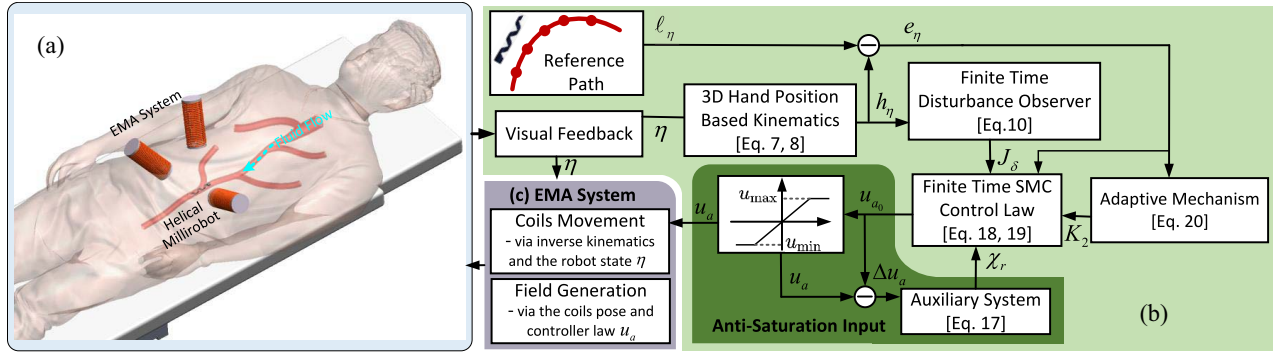 (a)
EMA System
Fluid Flow
Helical
Millirobot
Reference
Path
ℓ_η
e_η
Visual Feedback
η
η
3D Hand Position
Based Kinematics
[Eq. 7, 8]
h_η
Finite Time
Disturbance Observer
[Eq.10]
J_δ
(c) EMA System
Coils Movement
- via inverse kinematics
and the robot state η
Field Generation
- via the coils pose and
controller law u_a
u_a
u_max
u_min
u_{a_0}
Finite Time SMC
Control Law
[Eq. 18, 19]
K_2
Adaptive Mechanism
[Eq. 20]
u_a
Δu_a
χ_r
Auxiliary System
[Eq. 17]
Anti-Saturation Input
(b)